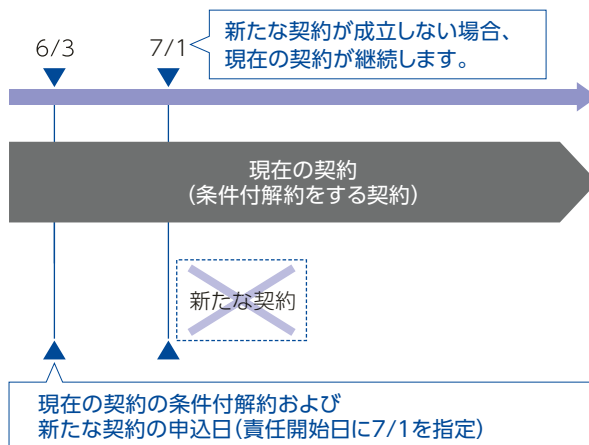 新たな契約が成立しない場合、
現在の契約が継続します。
6/3
7/1
現在の契約
(条件付解約をする契約)
新たな契約
現在の契約の条件付解約および
新たな契約の申込日(責任開始日に7/1を指定)